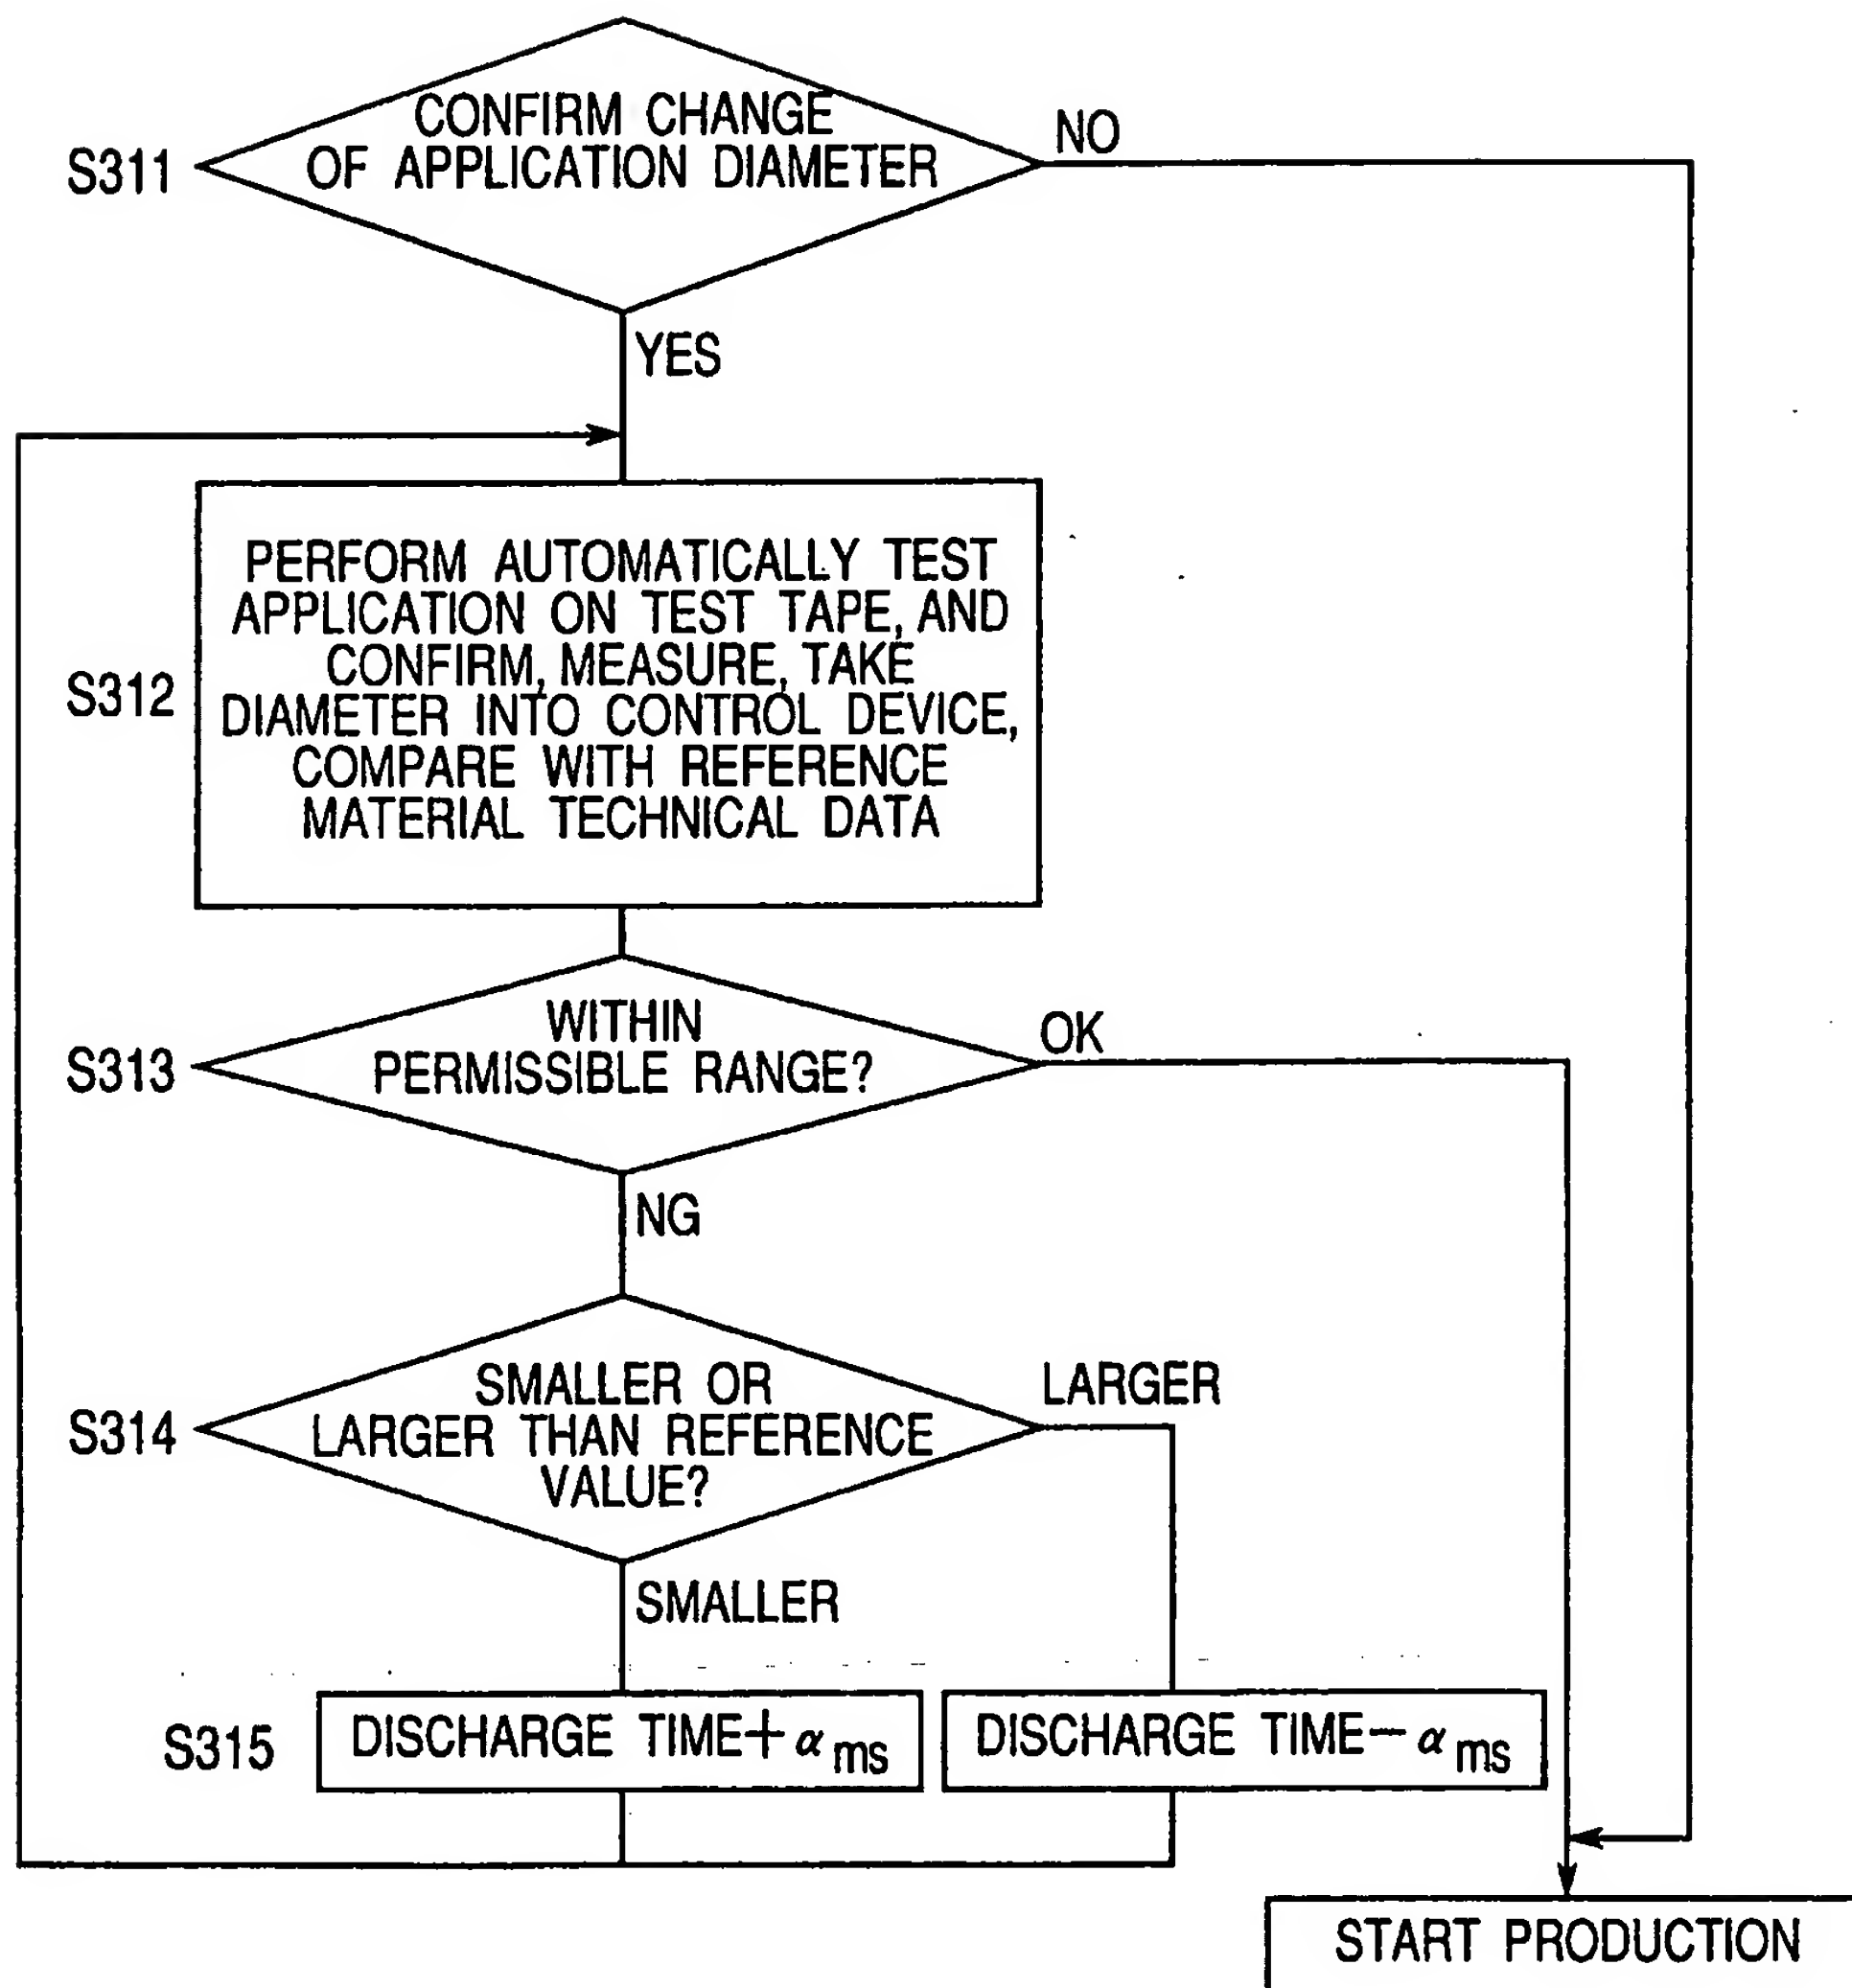 CONFIRM CHANGE
OF APPLICATION DIAMETER
S311
NO
YES
PERFORM AUTOMATICALLY TEST
APPLICATION ON TEST TAPE, AND
CONFIRM, MEASURE, TAKE
DIAMETER INTO CONTROL DEVICE,
COMPARE WITH REFERENCE
MATERIAL TECHNICAL DATA
S312
WITHIN
PERMISSIBLE RANGE?
S313
OK
NG
SMALLER OR
LARGER THAN REFERENCE
VALUE?
S314
LARGER
SMALLER
S315
DISCHARGE TIME+α ms
DISCHARGE TIME−α ms
START PRODUCTION